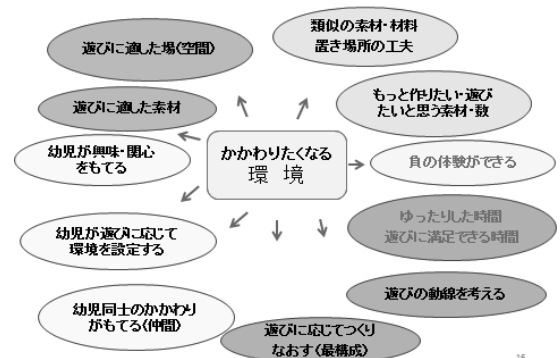 遊びに適した場(空間)
類似の素材・材料
置き場所の工夫
遊びに適した素材
もっと作りたい・遊び
たいと思う素材・数
幼児が興味・関心
をもてる
かかわりたくなる
環 境
負の体験ができる
ゆったりした時間
遊びに満足できる時間
幼児が遊びに応じて
環境を設定する
遊びの動線を考える
幼児同士のかかわり
がもてる(仲間)
遊びに応じてつくり
なおす(最構成)
16